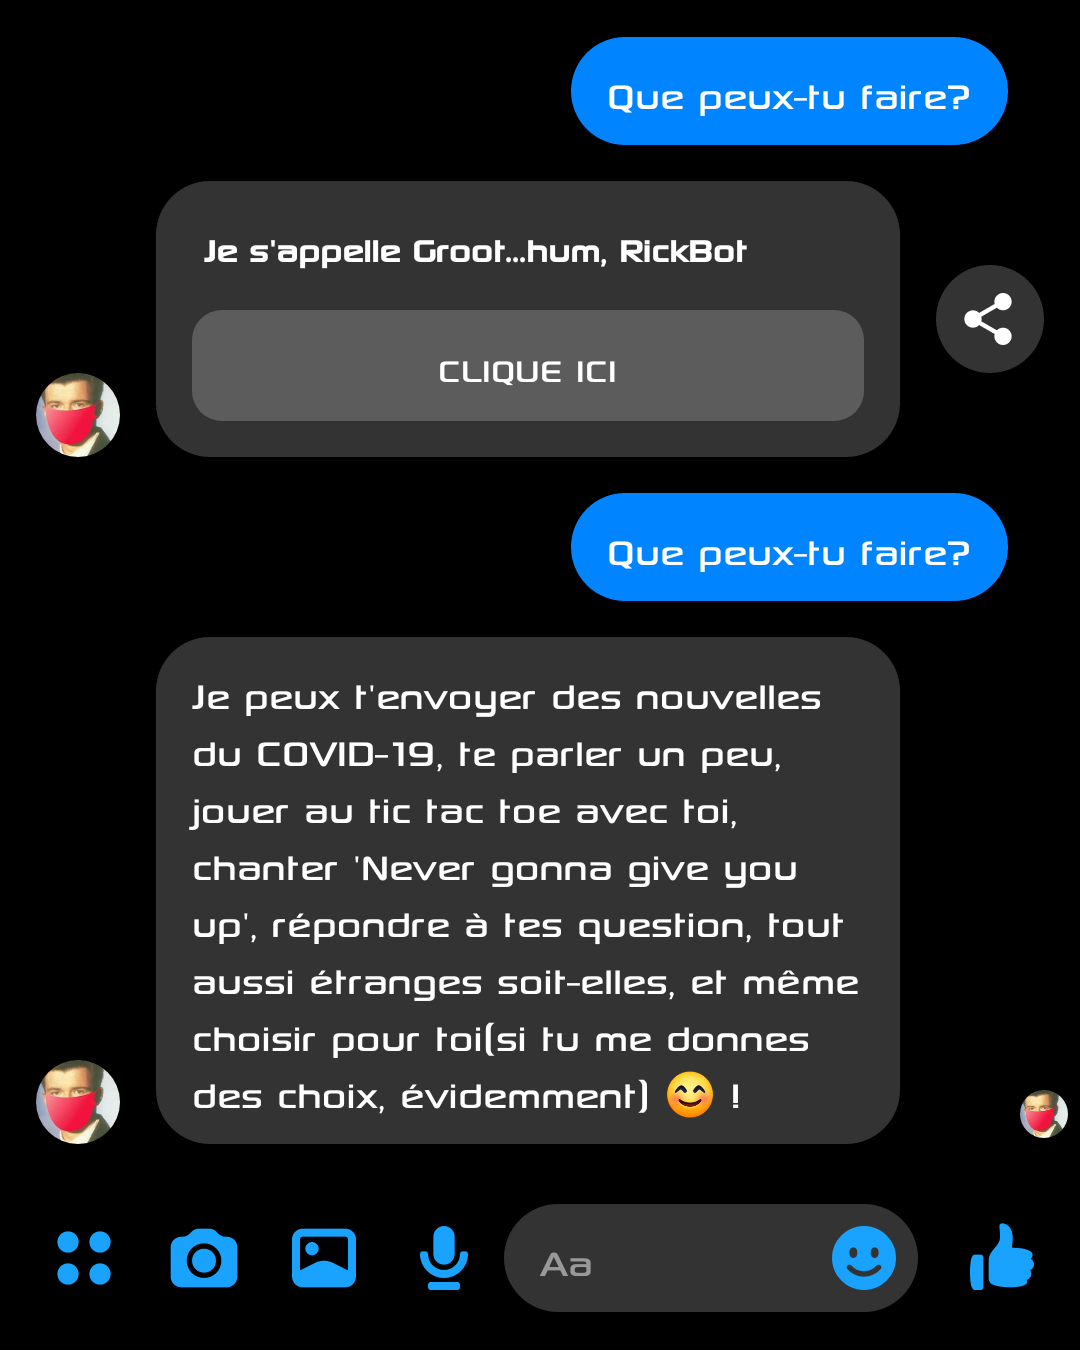 Que peux-tu faire?
Je s'appelle Groot...hum, RickBot
CLIQUE ICI
Que peux-tu faire?
Je peux t'envoyer des nouvelles
du COVID-19, te parler un peu,
jouer au tic tac toe avec toi,
chanter 'Never gonna give you
up', répondre à tes question, tout
aussi étranges soit-elles, et même
choisir pour toi(si tu me donnes
des choix, évidemment) 😊 !
Aa